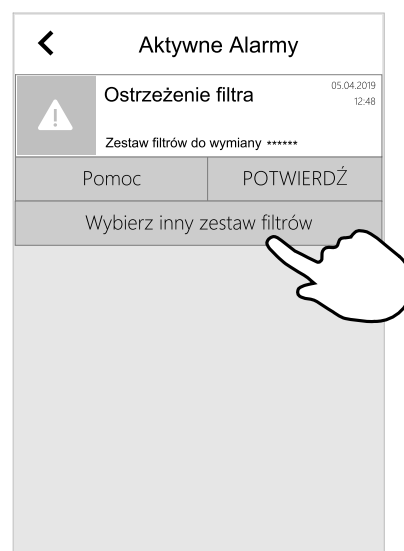 Aktywne Alarmy
Ostrzeżenie filtra
05.04.2019
12:48
Zestaw filtrów do wymiany ******
Pomoc
POTWIERDŹ
Wybierz inny zestaw filtrów